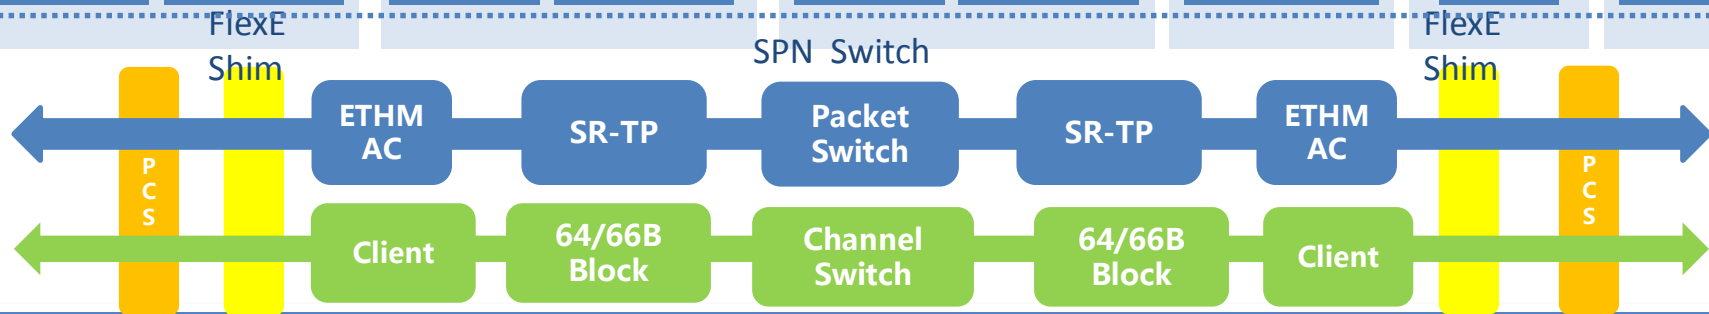 FlexE
Shim
SPN Switch
FlexE
Shim
ETHM
AC
SR-TP
Packet
Switch
SR-TP
ETHM
AC
P
C
S
P
C
S
Client
64/66B
Block
Channel
Switch
64/66B
Block
Client